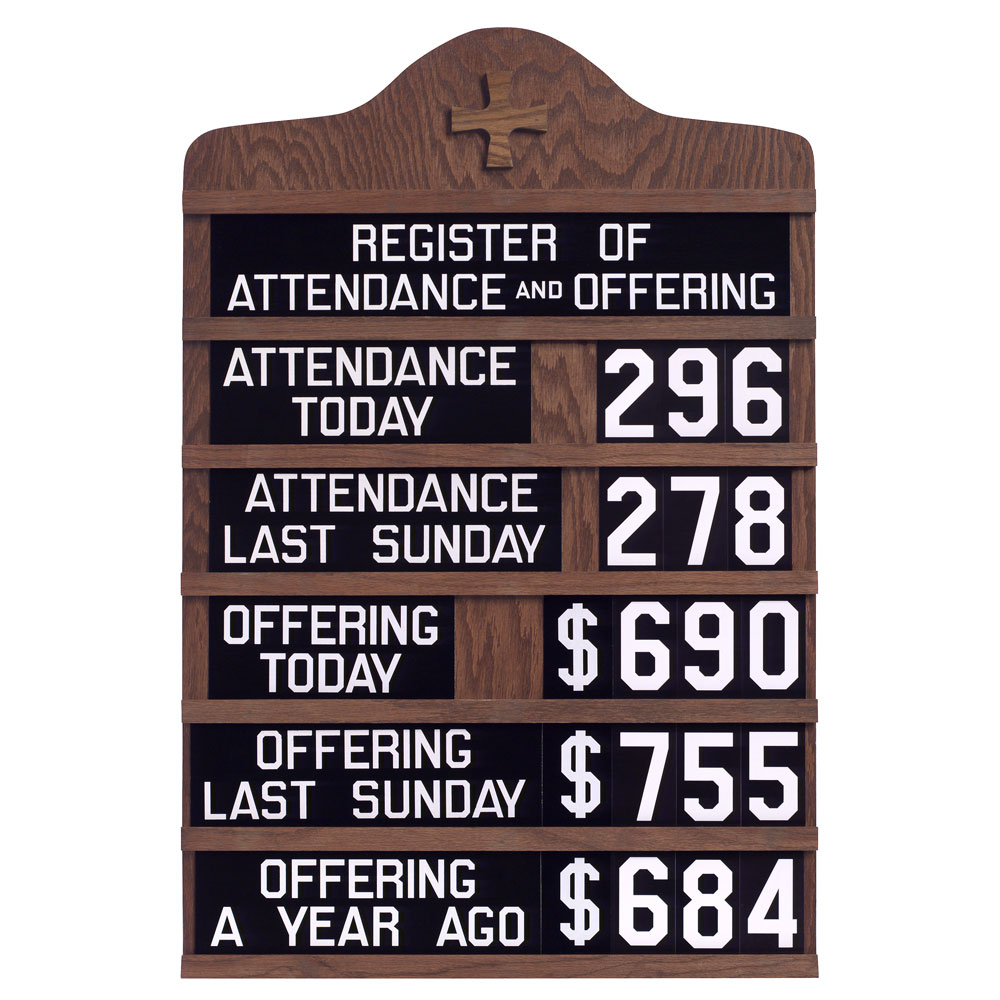 REGISTER OF
ATTENDANCE AND OFFERING
ATTENDANCE
TODAY
296
ATTENDANCE
LAST SUNDAY
278
OFFERING
TODAY
$690
OFFERING
LAST SUNDAY
$755
OFFERING
A YEAR AGO
$684